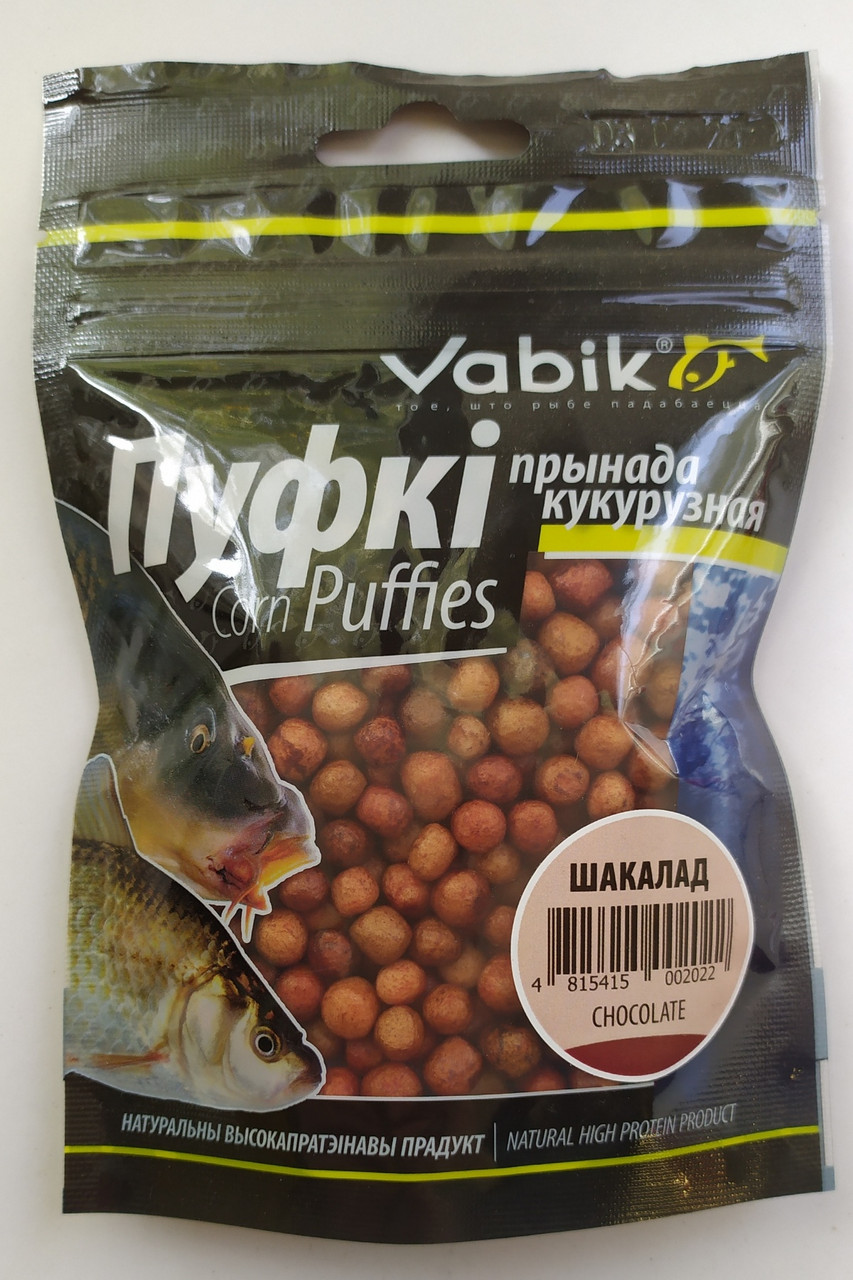 Vabik®
тое, што рыбе падабаецца
Пуфкі
прынада
кукурузная
Corn Puffies
ШАКАЛАД
4 815415 002022
CHOCOLATE
НАТУРАЛЬНЫ ВЫСОКАПРАТЭІНАВЫ ПРАДУКТ | NATURAL HIGH PROTEIN PRODUCT